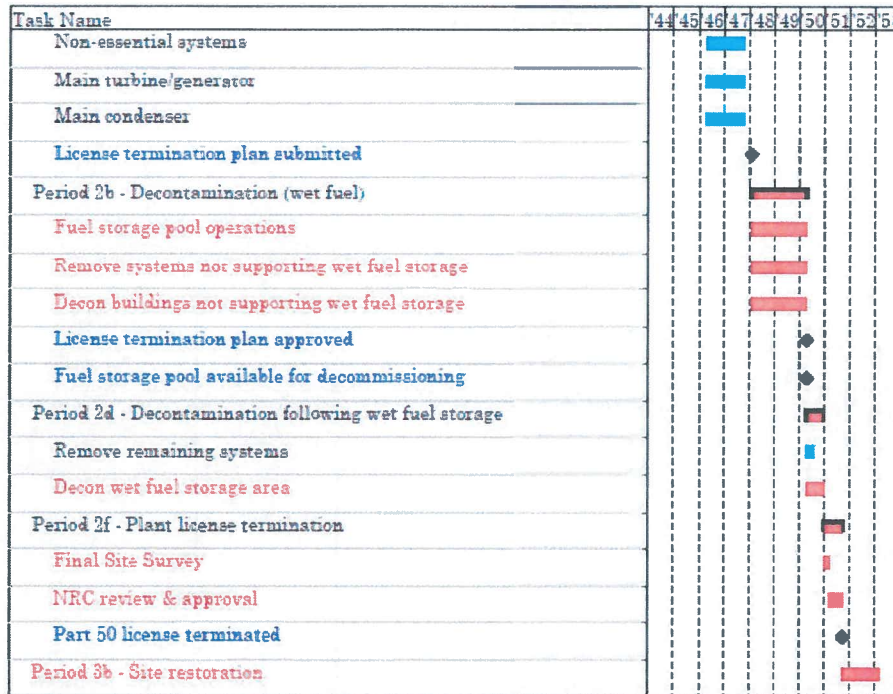 Task Name '44 '45 '46 '47 '48 '49 '50 '51 '52 '5
Non-essential systems
Main turbine/generator
Main condenser
License termination plan submitted
Period 2b - Decontamination (wet fuel)
Fuel storage pool operations
Remove systems not supporting wet fuel storage
Decon buildings not supporting wet fuel storage
License termination plan approved
Fuel storage pool available for decommissioning
Period 2d - Decontamination following wet fuel storage
Remove remaining systems
Decon wet fuel storage area
Period 2f - Plant license termination
Final Site Survey
NRC review & approval
Part 50 license terminated
Period 3b - Site restoration